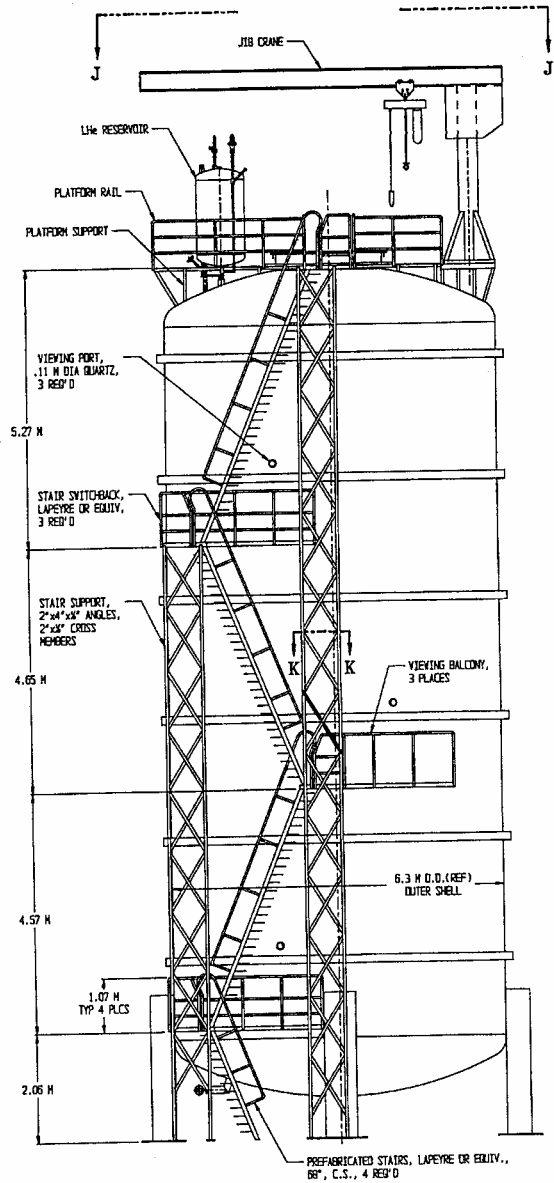 J
J
JIB CRANE
LHe RESERVOIR
PLATFORM RAIL
PLATFORM SUPPORT
VIEWING PORT,
.11 M DIA QUARTZ,
3 REQ'D
5.27 M
STAIR SWITCHBACK,
LAPEYRE OR EQUIV,
3 REQ'D
STAIR SUPPORT,
2"x4"x¼" ANGLES,
2"x¼" CROSS
MEMBERS
K
K
4.65 M
VIEWING BALCONY,
3 PLACES
6.3 M O.D.(REF)
OUTER SHELL
4.57 M
1.07 M
TYP 4 PLCS
2.06 M
PREFABRICATED STAIRS, LAPEYRE OR EQUIV.,
68°, C.S., 4 REQ'D